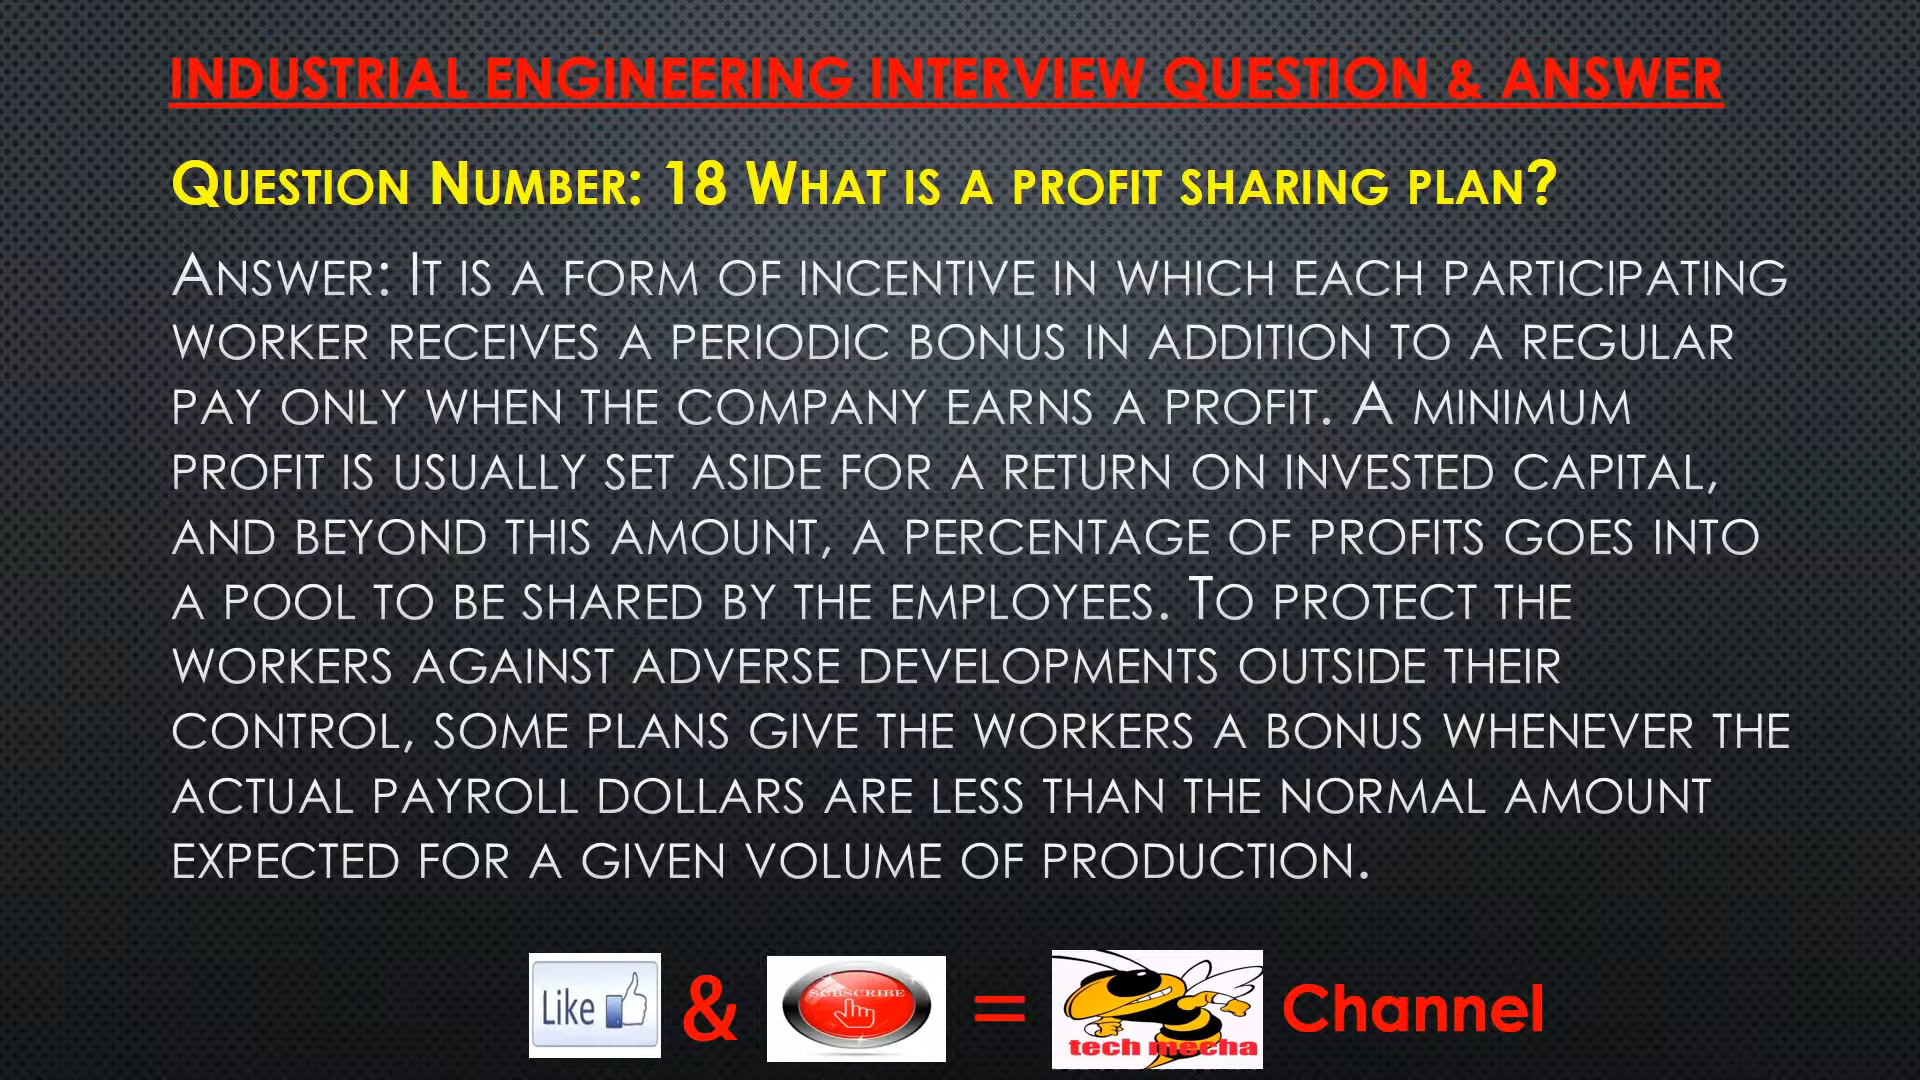 INDUSTRIAL ENGINEERING INTERVIEW QUESTION & ANSWER
QUESTION NUMBER: 18 WHAT IS A PROFIT SHARING PLAN?
ANSWER: IT IS A FORM OF INCENTIVE IN WHICH EACH PARTICIPATING
WORKER RECEIVES A PERIODIC BONUS IN ADDITION TO A REGULAR
PAY ONLY WHEN THE COMPANY EARNS A PROFIT. A MINIMUM
PROFIT IS USUALLY SET ASIDE FOR A RETURN ON INVESTED CAPITAL,
AND BEYOND THIS AMOUNT, A PERCENTAGE OF PROFITS GOES INTO
A POOL TO BE SHARED BY THE EMPLOYEES. TO PROTECT THE
WORKERS AGAINST ADVERSE DEVELOPMENTS OUTSIDE THEIR
CONTROL, SOME PLANS GIVE THE WORKERS A BONUS WHENEVER THE
ACTUAL PAYROLL DOLLARS ARE LESS THAN THE NORMAL AMOUNT
EXPECTED FOR A GIVEN VOLUME OF PRODUCTION.
Like & SUBSCRIBE = tech mecha Channel